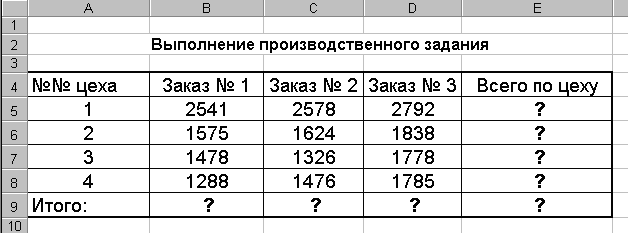 A B C D E
1
2 Выполнение производственного задания
3
4 №№ цеха Заказ № 1 Заказ № 2 Заказ № 3 Всего по цеху
5 1 2541 2578 2792 ?
6 2 1575 1624 1838 ?
7 3 1478 1326 1778 ?
8 4 1288 1476 1785 ?
9 Итого: ? ? ? ?
10